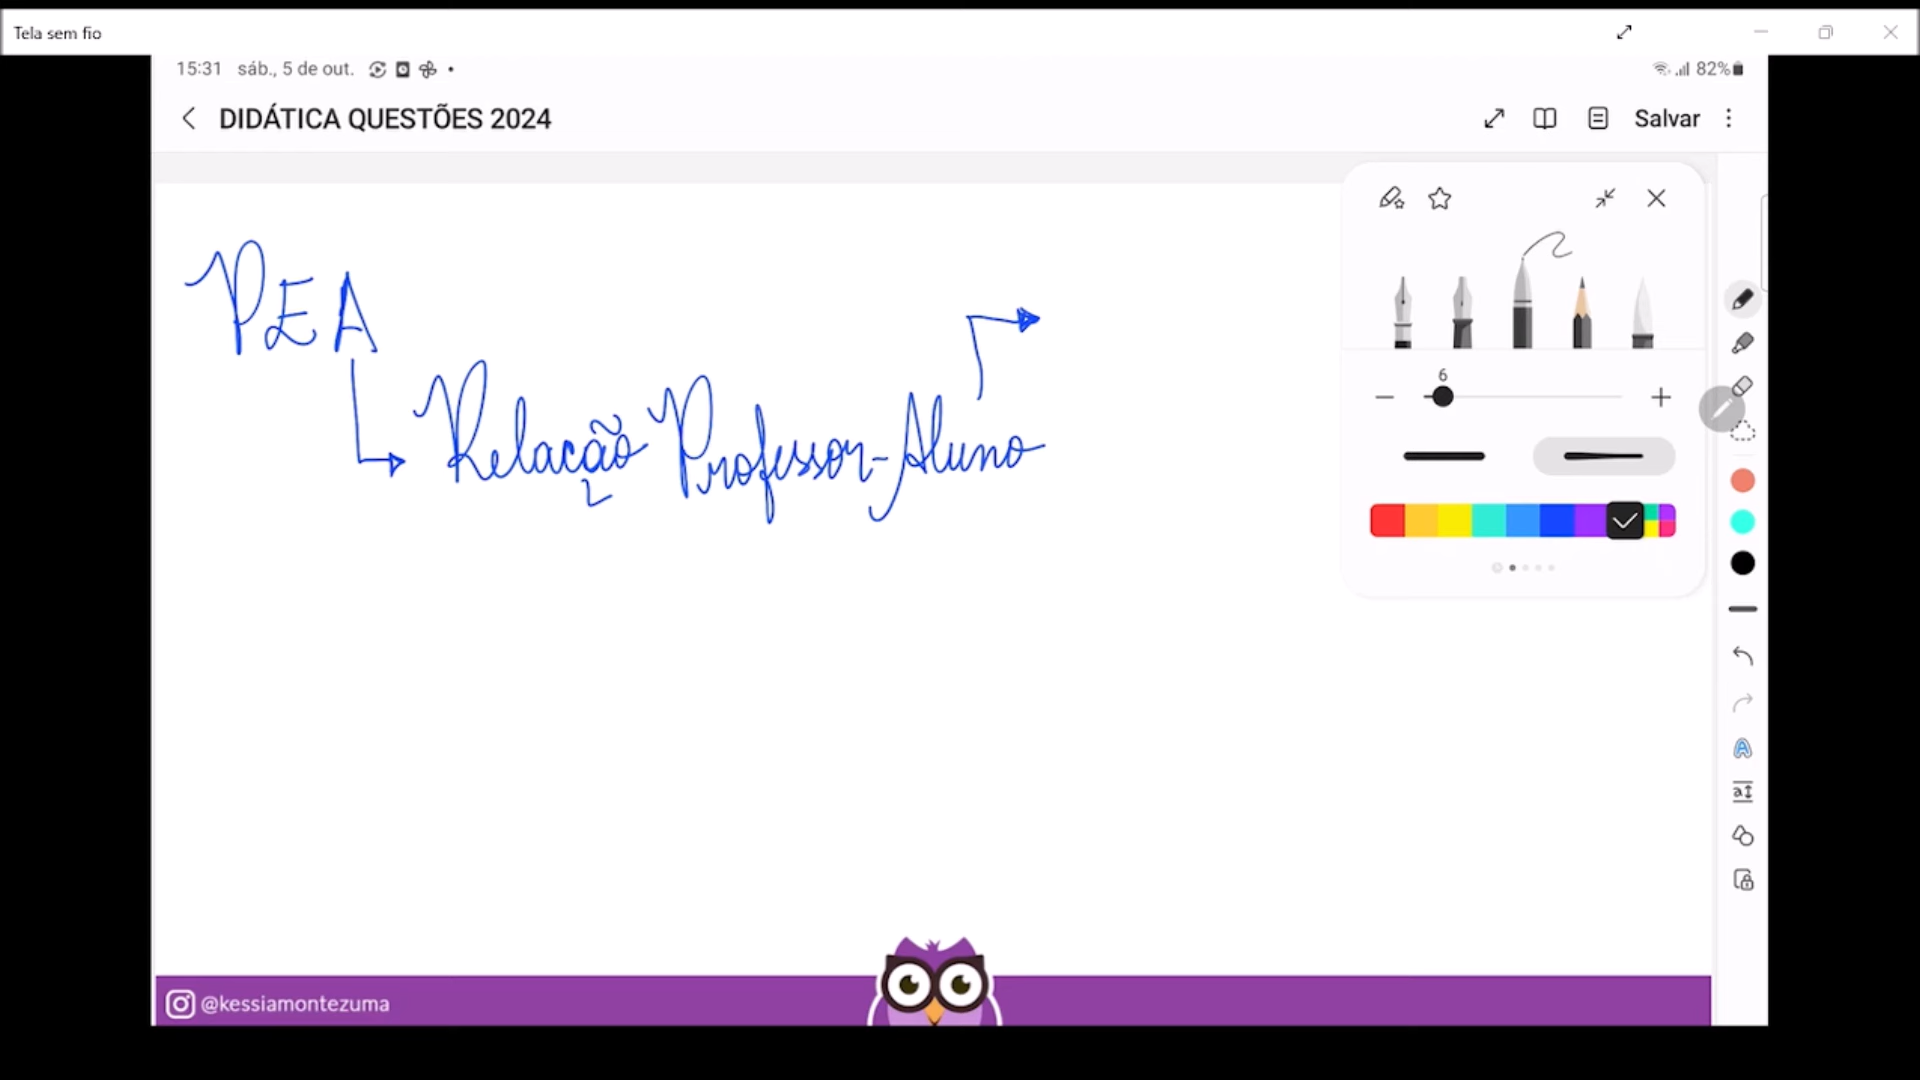 Tela sem fio
15:31 sáb., 5 de out. 82%
DIDÁTICA QUESTÕES 2024 Salvar
PEA
Relação Professor-Aluno
6
@kessiamontezuma